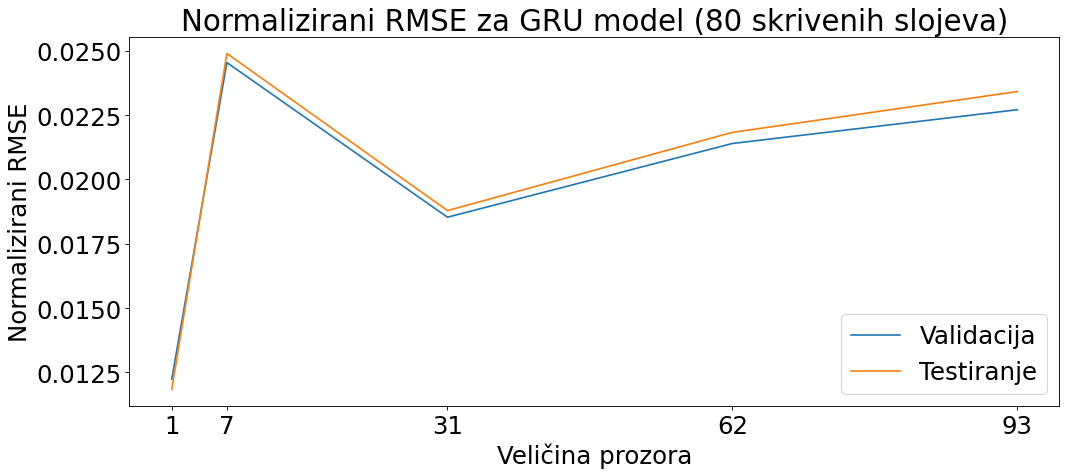 Normalizirani RMSE za GRU model (80 skrivenih slojeva)
Normalizirani RMSE
0.0250
0.0225
0.0200
0.0175
0.0150
0.0125
Validacija
Testiranje
1 7 31 62 93
Veličina prozora